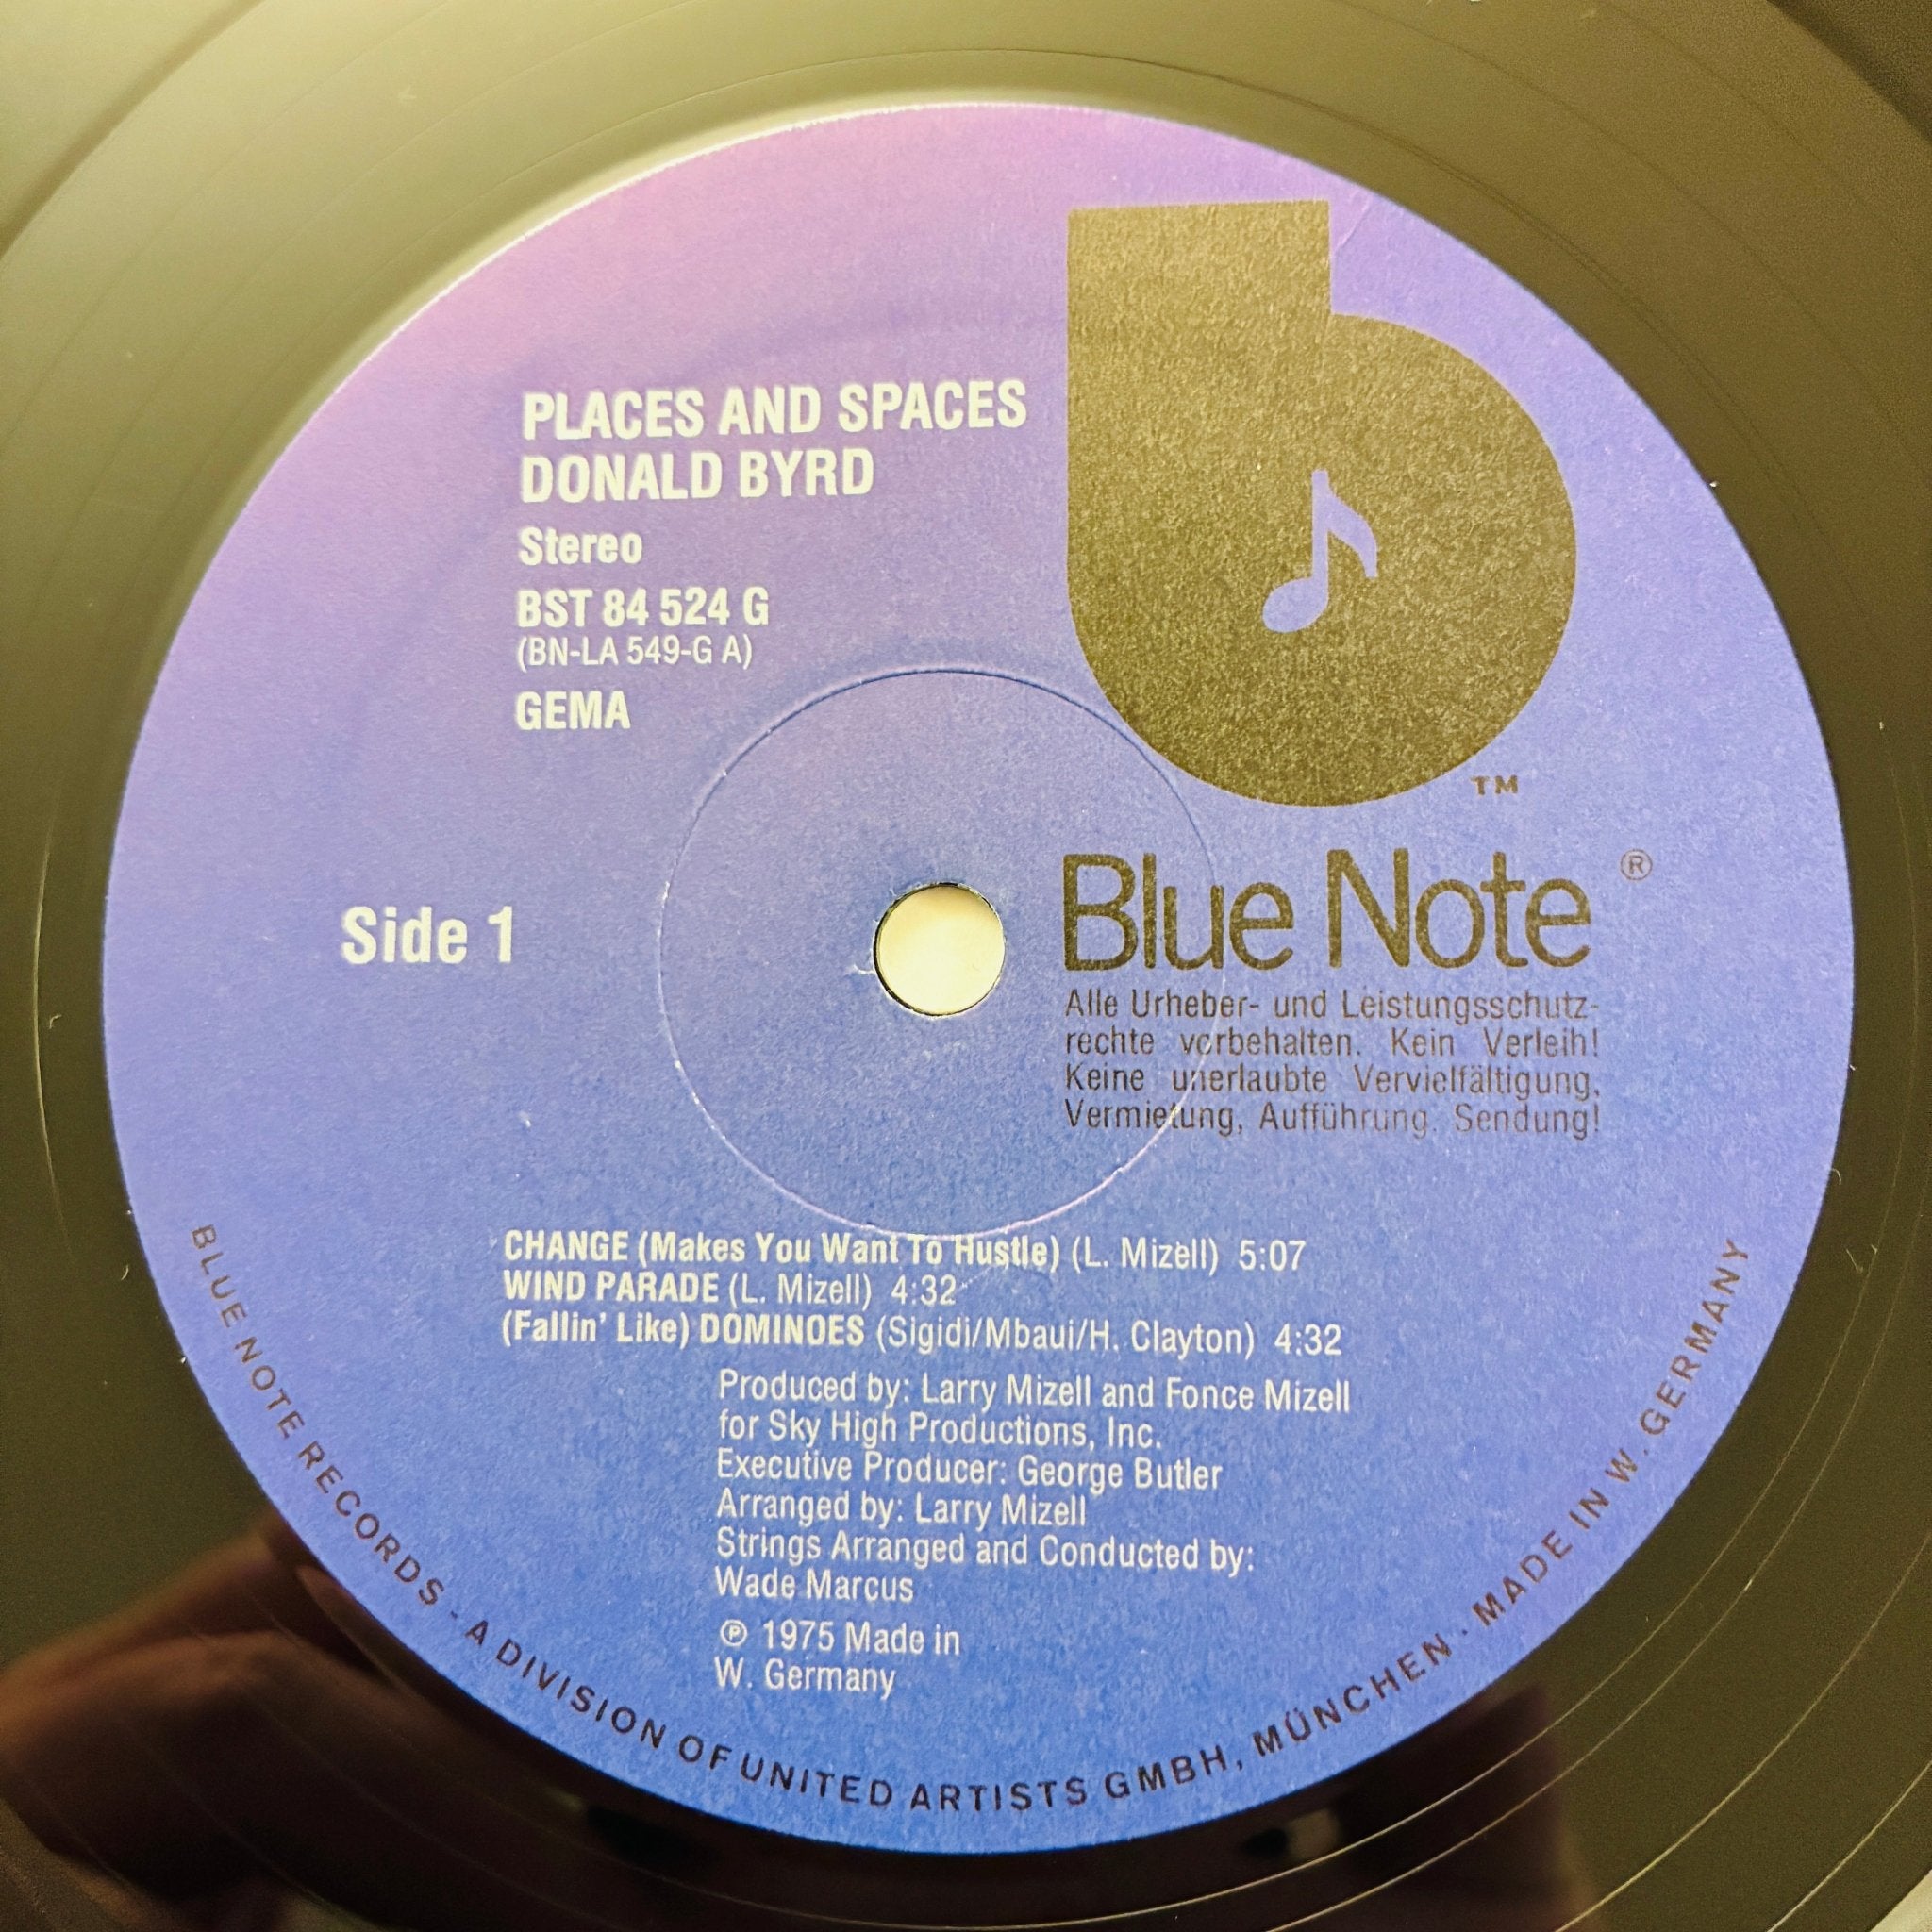 PLACES AND SPACES
DONALD BYRD
Stereo
BST 84 524 G
(BN-LA 549-G A)
GEMA
TM
Side 1
Blue Note ®
Alle Urheber- und Leistungsschutz-
rechte vorbehalten. Kein Verleih!
Keine unerlaubte Vervielfältigung,
Vermietung, Aufführung, Sendung!
CHANGE (Makes You Want To Hustle) (L. Mizell) 5:07
WIND PARADE (L. Mizell) 4:32
(Fallin' Like) DOMINOES (Sigidi/Mbaui/H. Clayton) 4:32
Produced by: Larry Mizell and Fonce Mizell
for Sky High Productions, Inc.
Executive Producer: George Butler
Arranged by: Larry Mizell
Strings Arranged and Conducted by:
Wade Marcus
℗ 1975 Made in
W. Germany
BLUE NOTE RECORDS · A DIVISION OF UNITED ARTISTS GMBH, MÜNCHEN · MADE IN W. GERMANY